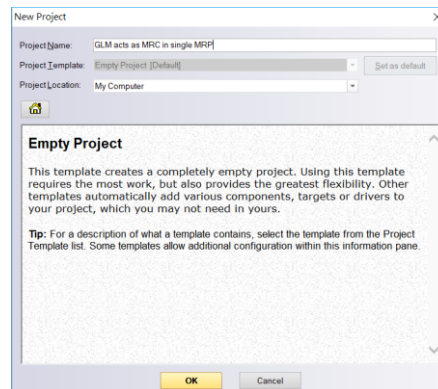 New Project
Project Name: GLM acts as MRC in single MRP
Project Template: Empty Project [Default] Set as default
Project Location: My Computer
Empty Project
This template creates a completely empty project. Using this template
requires the most work, but also provides the greatest flexibility. Other
templates automatically add various components, targets or drivers to
your project, which you may not need in yours.
Tip: For a description of what a template contains, select the template from the Project
Template list. Some templates allow additional configuration within this information pane.
OK Cancel